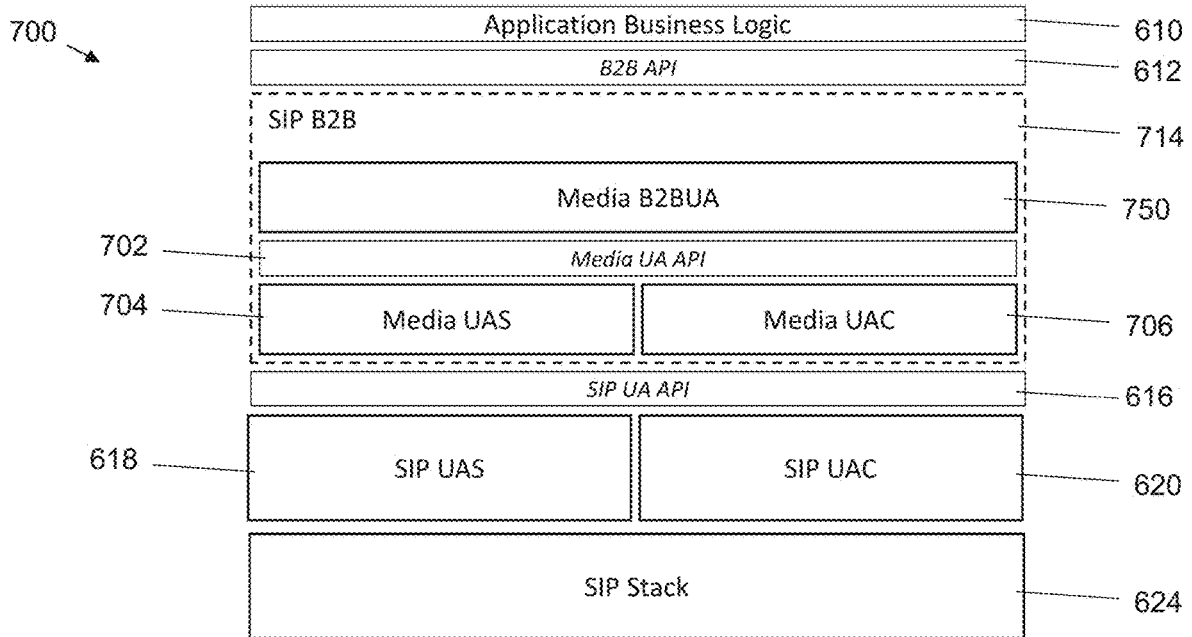 700
Application Business Logic
610
B2B API
612
SIP B2B
714
Media B2BUA
750
702
Media UA API
704
Media UAS
Media UAC
706
SIP UA API
616
618
SIP UAS
SIP UAC
620
SIP Stack
624